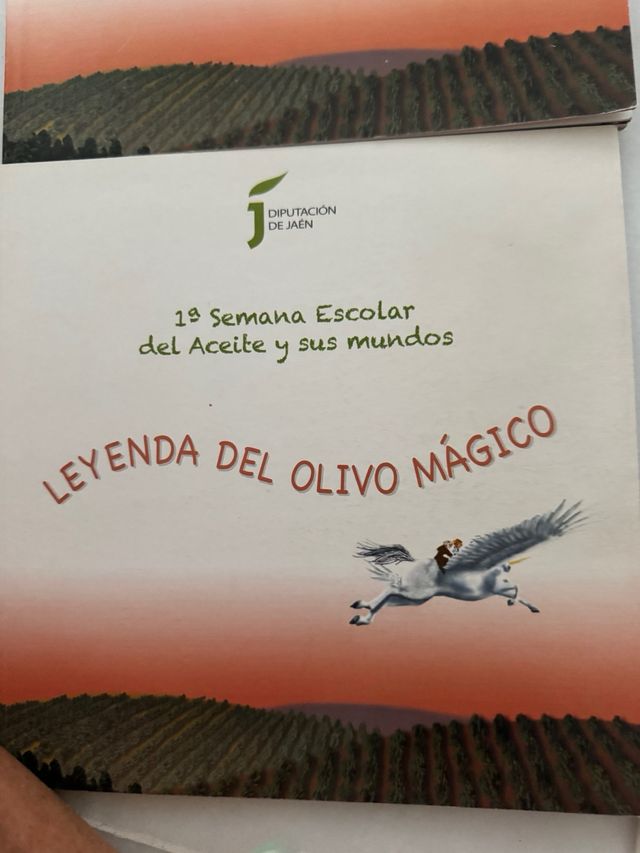 DIPUTACIÓN
DE JAÉN
1ª Semana Escolar
del Aceite y sus mundos
LEYENDA DEL OLIVO MÁGICO